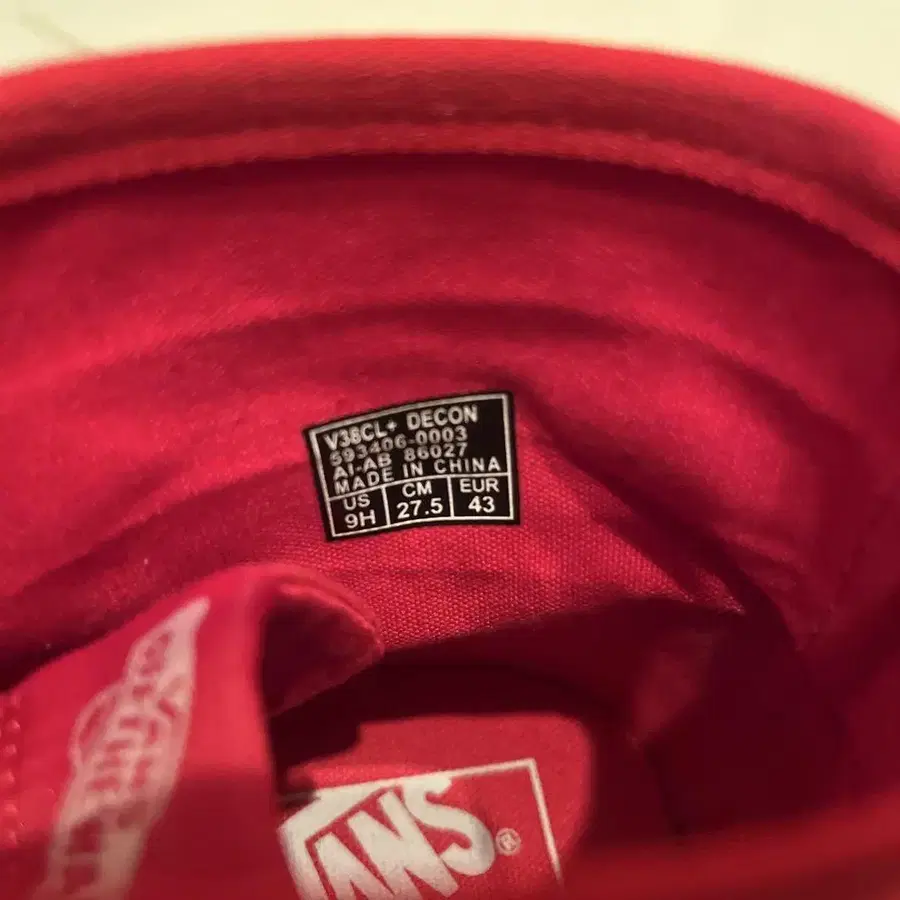 V38CL+ DECON
593406-0003
AI-AB 86027
MADE IN CHINA
US CM EUR
9H 27.5 43
VANS®